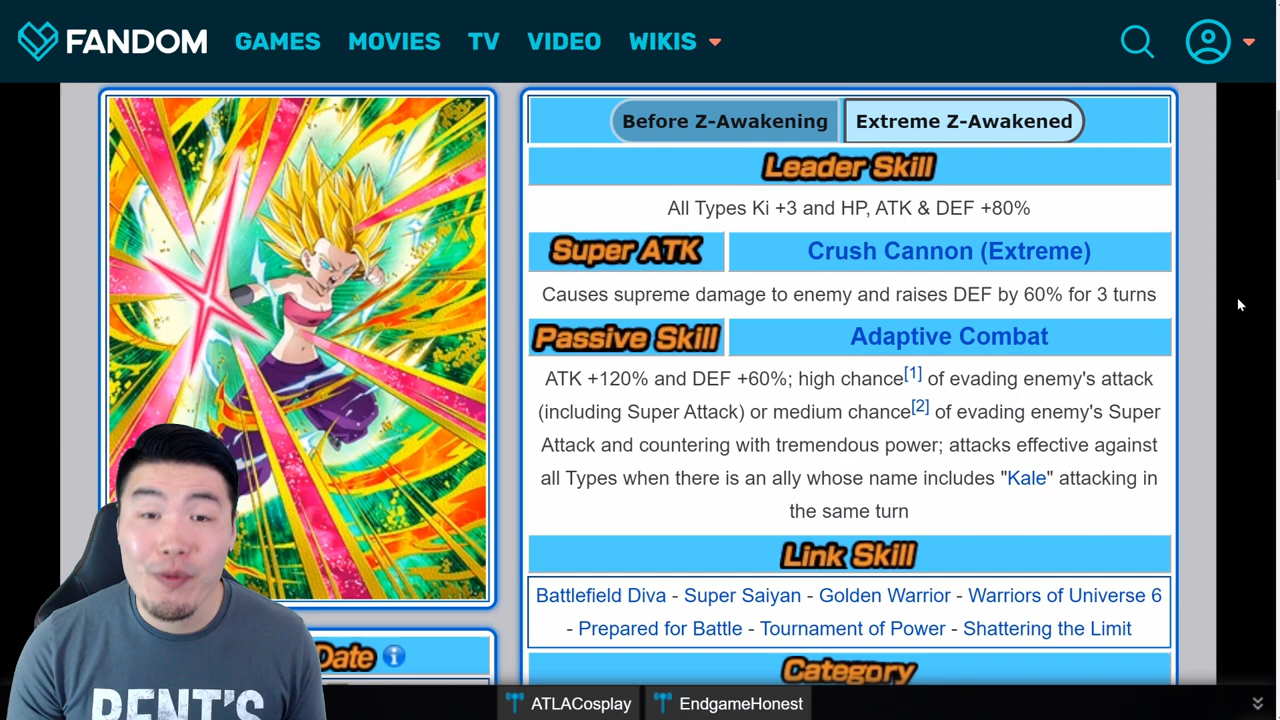 FANDOM GAMES MOVIES TV VIDEO WIKIS
Before Z-Awakening Extreme Z-Awakened
Leader Skill
All Types Ki +3 and HP, ATK & DEF +80%
Super ATK Crush Cannon (Extreme)
Causes supreme damage to enemy and raises DEF by 60% for 3 turns
Passive Skill Adaptive Combat
ATK +120% and DEF +60%; high chance[1] of evading enemy's attack
(including Super Attack) or medium chance[2] of evading enemy's Super
Attack and countering with tremendous power; attacks effective against
all Types when there is an ally whose name includes "Kale" attacking in
the same turn
Link Skill
Battlefield Diva - Super Saiyan - Golden Warrior - Warriors of Universe 6
- Prepared for Battle - Tournament of Power - Shattering the Limit
Date i
Category
ATLACosplay EndgameHonest